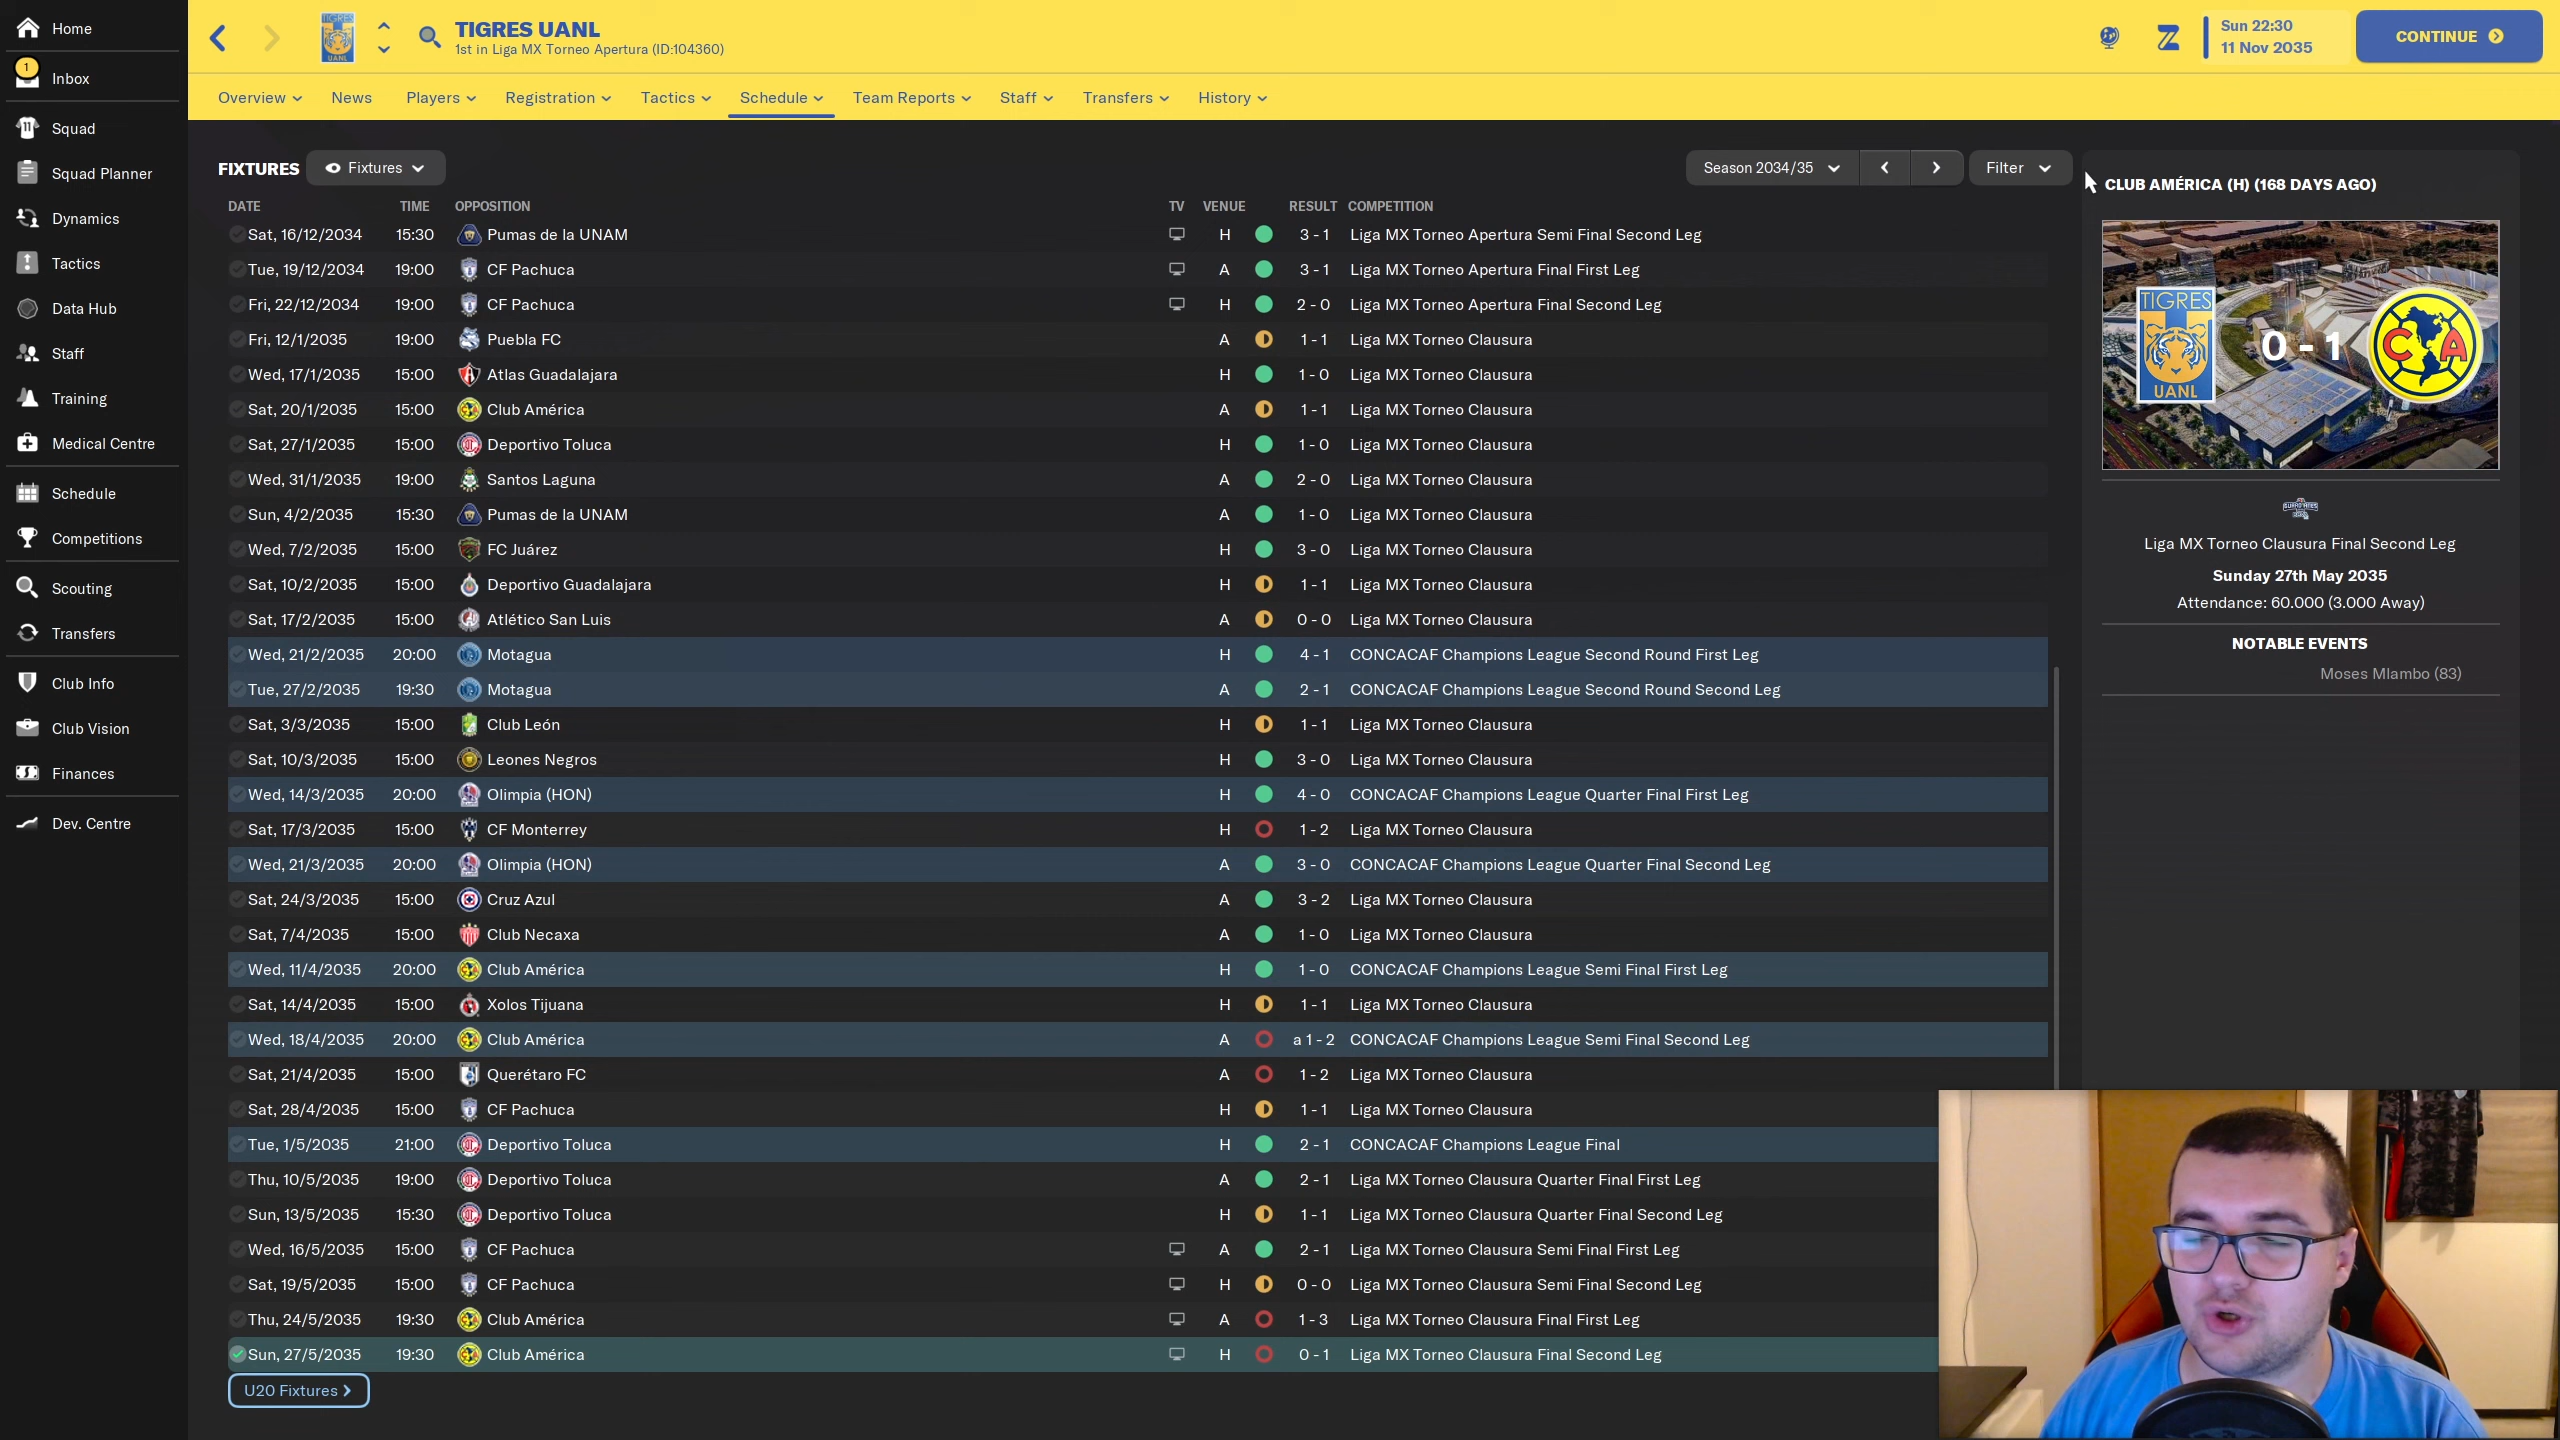 Home
1
Inbox
Squad
Squad Planner
Dynamics
Tactics
Data Hub
Staff
Training
Medical Centre
Schedule
Competitions
Scouting
Transfers
Club Info
Club Vision
Finances
Dev. Centre
TIGRES UANL
1st in Liga MX Torneo Apertura (ID:104360)
Sun 22:30
11 Nov 2035
CONTINUE
Overview News Players Registration Tactics Schedule Team Reports Staff Transfers History
FIXTURES Fixtures Season 2034/35 Filter
DATE TIME OPPOSITION TV VENUE RESULT COMPETITION
Sat, 16/12/2034 15:30 Pumas de la UNAM H 3 - 1 Liga MX Torneo Apertura Semi Final Second Leg
Tue, 19/12/2034 19:00 CF Pachuca A 3 - 1 Liga MX Torneo Apertura Final First Leg
Fri, 22/12/2034 19:00 CF Pachuca H 2 - 0 Liga MX Torneo Apertura Final Second Leg
Fri, 12/1/2035 19:00 Puebla FC A 1 - 1 Liga MX Torneo Clausura
Wed, 17/1/2035 15:00 Atlas Guadalajara H 1 - 0 Liga MX Torneo Clausura
Sat, 20/1/2035 15:00 Club América A 1 - 1 Liga MX Torneo Clausura
Sat, 27/1/2035 15:00 Deportivo Toluca H 1 - 0 Liga MX Torneo Clausura
Wed, 31/1/2035 19:00 Santos Laguna A 2 - 0 Liga MX Torneo Clausura
Sun, 4/2/2035 15:30 Pumas de la UNAM A 1 - 0 Liga MX Torneo Clausura
Wed, 7/2/2035 15:00 FC Juárez H 3 - 0 Liga MX Torneo Clausura
Sat, 10/2/2035 15:00 Deportivo Guadalajara H 1 - 1 Liga MX Torneo Clausura
Sat, 17/2/2035 15:00 Atlético San Luis A 0 - 0 Liga MX Torneo Clausura
Wed, 21/2/2035 20:00 Motagua H 4 - 1 CONCACAF Champions League Second Round First Leg
Tue, 27/2/2035 19:30 Motagua A 2 - 1 CONCACAF Champions League Second Round Second Leg
Sat, 3/3/2035 15:00 Club León H 1 - 1 Liga MX Torneo Clausura
Sat, 10/3/2035 15:00 Leones Negros H 3 - 0 Liga MX Torneo Clausura
Wed, 14/3/2035 20:00 Olimpia (HON) H 4 - 0 CONCACAF Champions League Quarter Final First Leg
Sat, 17/3/2035 15:00 CF Monterrey H 1 - 2 Liga MX Torneo Clausura
Wed, 21/3/2035 20:00 Olimpia (HON) A 3 - 0 CONCACAF Champions League Quarter Final Second Leg
Sat, 24/3/2035 15:00 Cruz Azul A 3 - 2 Liga MX Torneo Clausura
Sat, 7/4/2035 15:00 Club Necaxa A 1 - 0 Liga MX Torneo Clausura
Wed, 11/4/2035 20:00 Club América H 1 - 0 CONCACAF Champions League Semi Final First Leg
Sat, 14/4/2035 15:00 Xolos Tijuana H 1 - 1 Liga MX Torneo Clausura
Wed, 18/4/2035 20:00 Club América A a 1 - 2 CONCACAF Champions League Semi Final Second Leg
Sat, 21/4/2035 15:00 Querétaro FC A 1 - 2 Liga MX Torneo Clausura
Sat, 28/4/2035 15:00 CF Pachuca H 1 - 1 Liga MX Torneo Clausura
Tue, 1/5/2035 21:00 Deportivo Toluca H 2 - 1 CONCACAF Champions League Final
Thu, 10/5/2035 19:00 Deportivo Toluca A 2 - 1 Liga MX Torneo Clausura Quarter Final First Leg
Sun, 13/5/2035 15:30 Deportivo Toluca H 1 - 1 Liga MX Torneo Clausura Quarter Final Second Leg
Wed, 16/5/2035 15:00 CF Pachuca A 2 - 1 Liga MX Torneo Clausura Semi Final First Leg
Sat, 19/5/2035 15:00 CF Pachuca H 0 - 0 Liga MX Torneo Clausura Semi Final Second Leg
Thu, 24/5/2035 19:30 Club América A 1 - 3 Liga MX Torneo Clausura Final First Leg
Sun, 27/5/2035 19:30 Club América H 0 - 1 Liga MX Torneo Clausura Final Second Leg
U20 Fixtures
CLUB AMÉRICA (H) (168 DAYS AGO)
TIGRES
UANL
0 - 1
CA
Liga MX Torneo Clausura Final Second Leg
Sunday 27th May 2035
Attendance: 60.000 (3.000 Away)
NOTABLE EVENTS
Moses Mlambo (83)